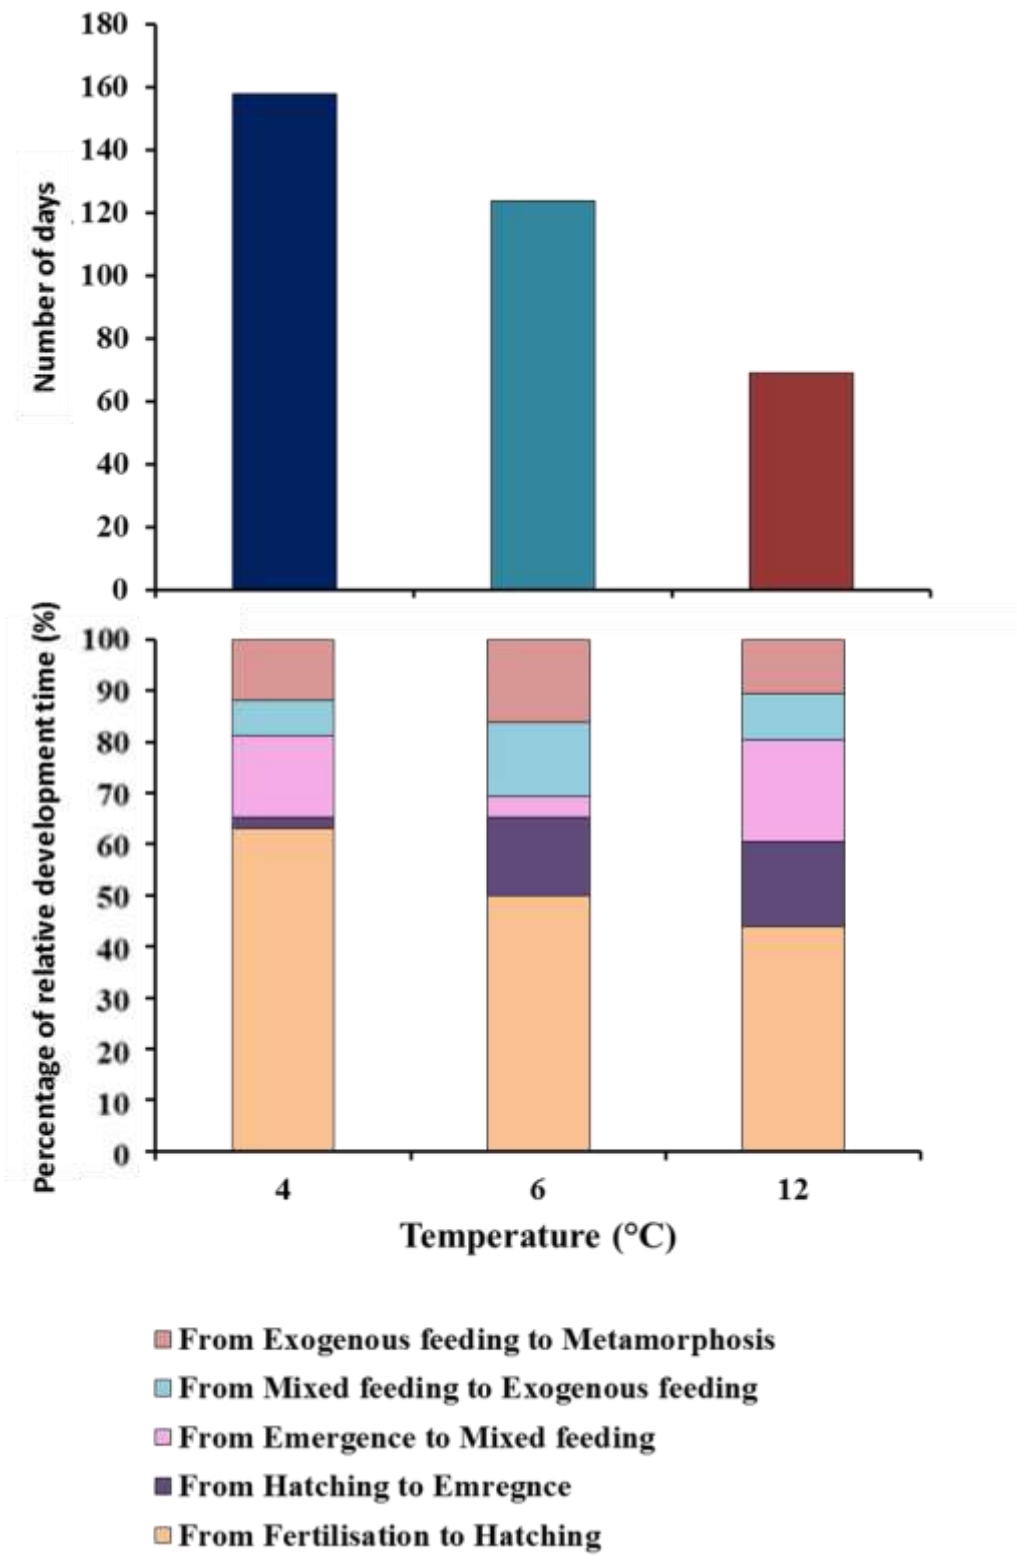 Number of days
180
160
140
120
100
80
60
40
20
0
Percentage of relative development time (%)
100
90
80
70
60
50
40
30
20
10
0
4 6 12
Temperature (°C)
From Exogenous feeding to Metamorphosis
From Mixed feeding to Exogenous feeding
From Emergence to Mixed feeding
From Hatching to Emregnce
From Fertilisation to Hatching